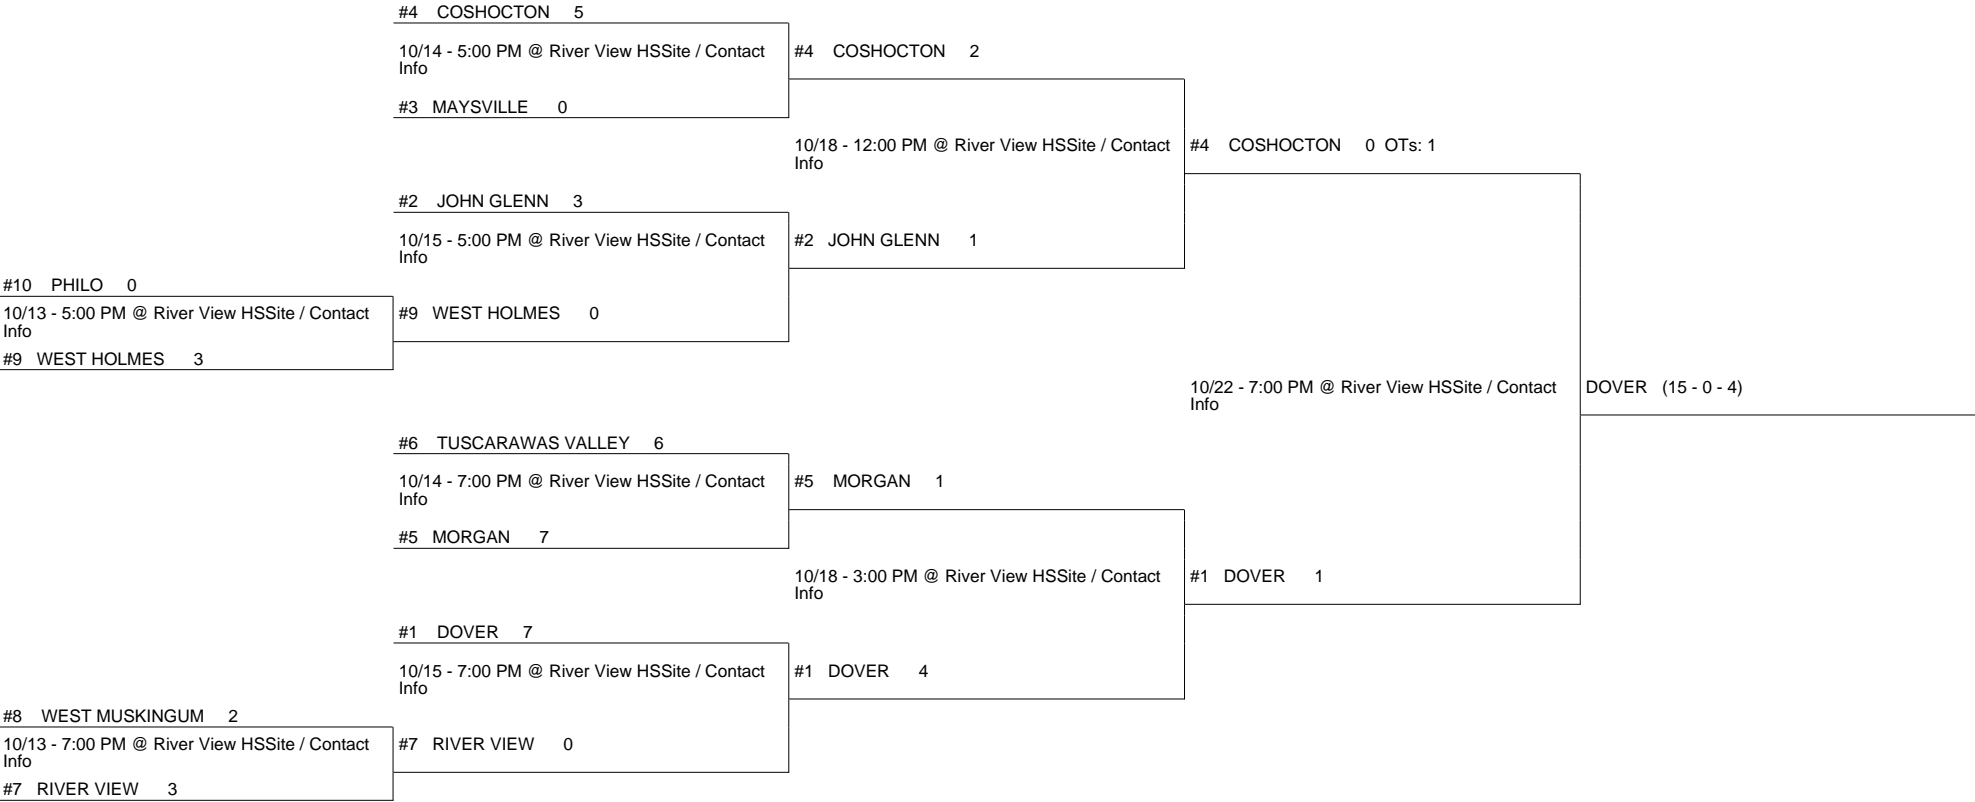 #4 COSHOCTON 5
10/14 - 5:00 PM @ River View HSSite / Contact
Info
#3 MAYSVILLE 0
#4 COSHOCTON 2
10/18 - 12:00 PM @ River View HSSite / Contact
Info
#4 COSHOCTON 0 OTs: 1
#2 JOHN GLENN 3
10/15 - 5:00 PM @ River View HSSite / Contact
Info
#2 JOHN GLENN 1
#10 PHILO 0
10/13 - 5:00 PM @ River View HSSite / Contact
Info
#9 WEST HOLMES 3
#9 WEST HOLMES 0
10/22 - 7:00 PM @ River View HSSite / Contact
Info
DOVER (15 - 0 - 4)
#6 TUSCARAWAS VALLEY 6
10/14 - 7:00 PM @ River View HSSite / Contact
Info
#5 MORGAN 7
#5 MORGAN 1
10/18 - 3:00 PM @ River View HSSite / Contact
Info
#1 DOVER 1
#1 DOVER 7
10/15 - 7:00 PM @ River View HSSite / Contact
Info
#1 DOVER 4
#8 WEST MUSKINGUM 2
10/13 - 7:00 PM @ River View HSSite / Contact
Info
#7 RIVER VIEW 3
#7 RIVER VIEW 0